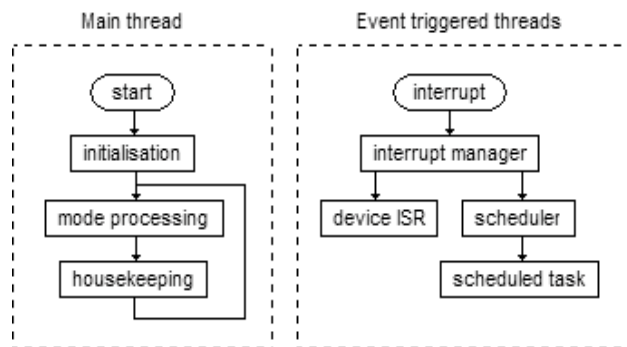 Main thread
Event triggered threads
start
interrupt
initialisation
interrupt manager
mode processing
device ISR
scheduler
housekeeping
scheduled task